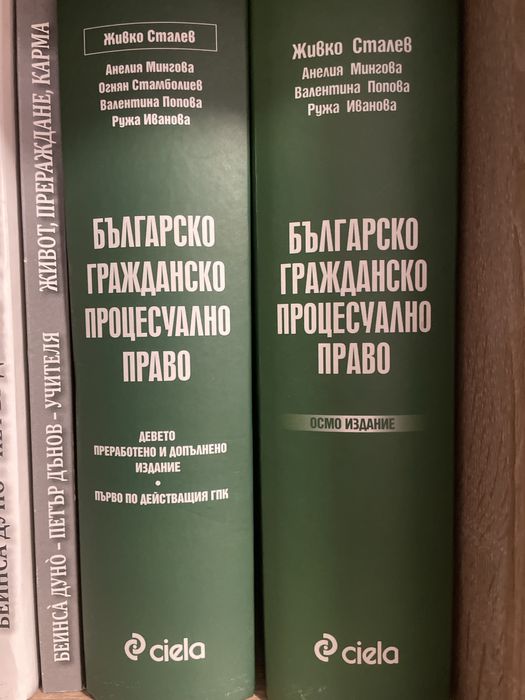 БЕИНСА ДУНО
БЕИНСА̀ ДУНО̀ – ПЕТЪР ДЪНОВ – УЧИТЕЛЯ ЖИВОТ, ПРЕРАЖДАНЕ, КАРМА
Живко Сталев
Анелия Мингова
Огнян Стамболиев
Валентина Попова
Ружа Иванова
БЪЛГАРСКО
ГРАЖДАНСКО
ПРОЦЕСУАЛНО
ПРАВО
ДЕВЕТО
ПРЕРАБОТЕНО И ДОПЪЛНЕНО
ИЗДАНИЕ
•
ПЪРВО ПО ДЕЙСТВАЩИЯ ГПК
ciela
Живко Сталев
Анелия Мингова
Валентина Попова
Ружа Иванова
БЪЛГАРСКО
ГРАЖДАНСКО
ПРОЦЕСУАЛНО
ПРАВО
ОСМО ИЗДАНИЕ
ciela